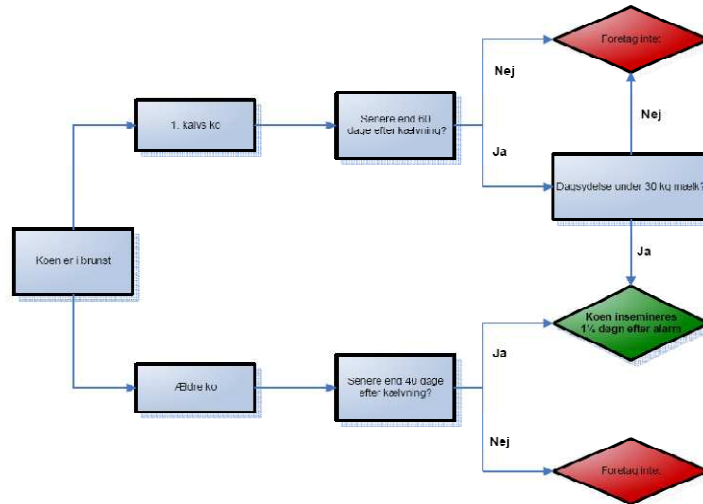 Foretag intet
Nej
1. kalvs ko
Senere end 60
dage efter kælvning?
Nej
Ja
Dagsydelse under 30 kg mælk?
Koen er i brunst
Ja
Koen insemineres
1¼ døgn efter alarm
Ja
Ældre ko
Senere end 40 dage
efter kælvning?
Nej
Foretag intet